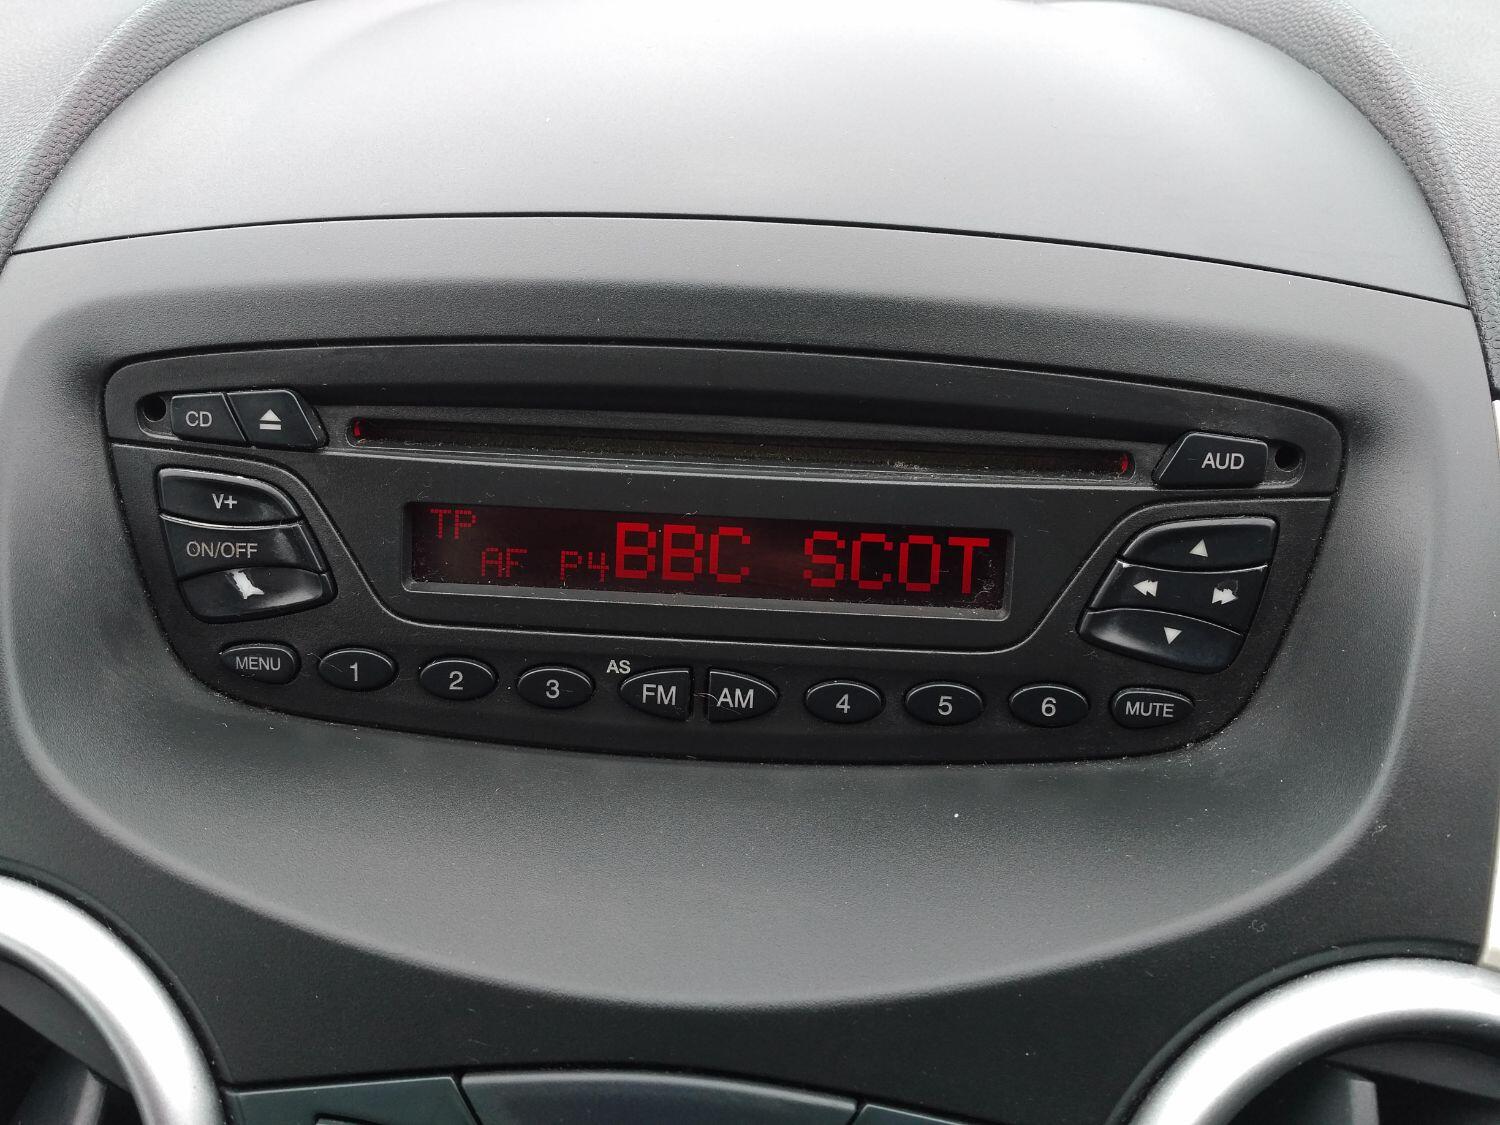 CD
AUD
V+
TP
ON/OFF
AF P4 BBC SCOT
MENU 1 2 3 AS FM AM 4 5 6 MUTE